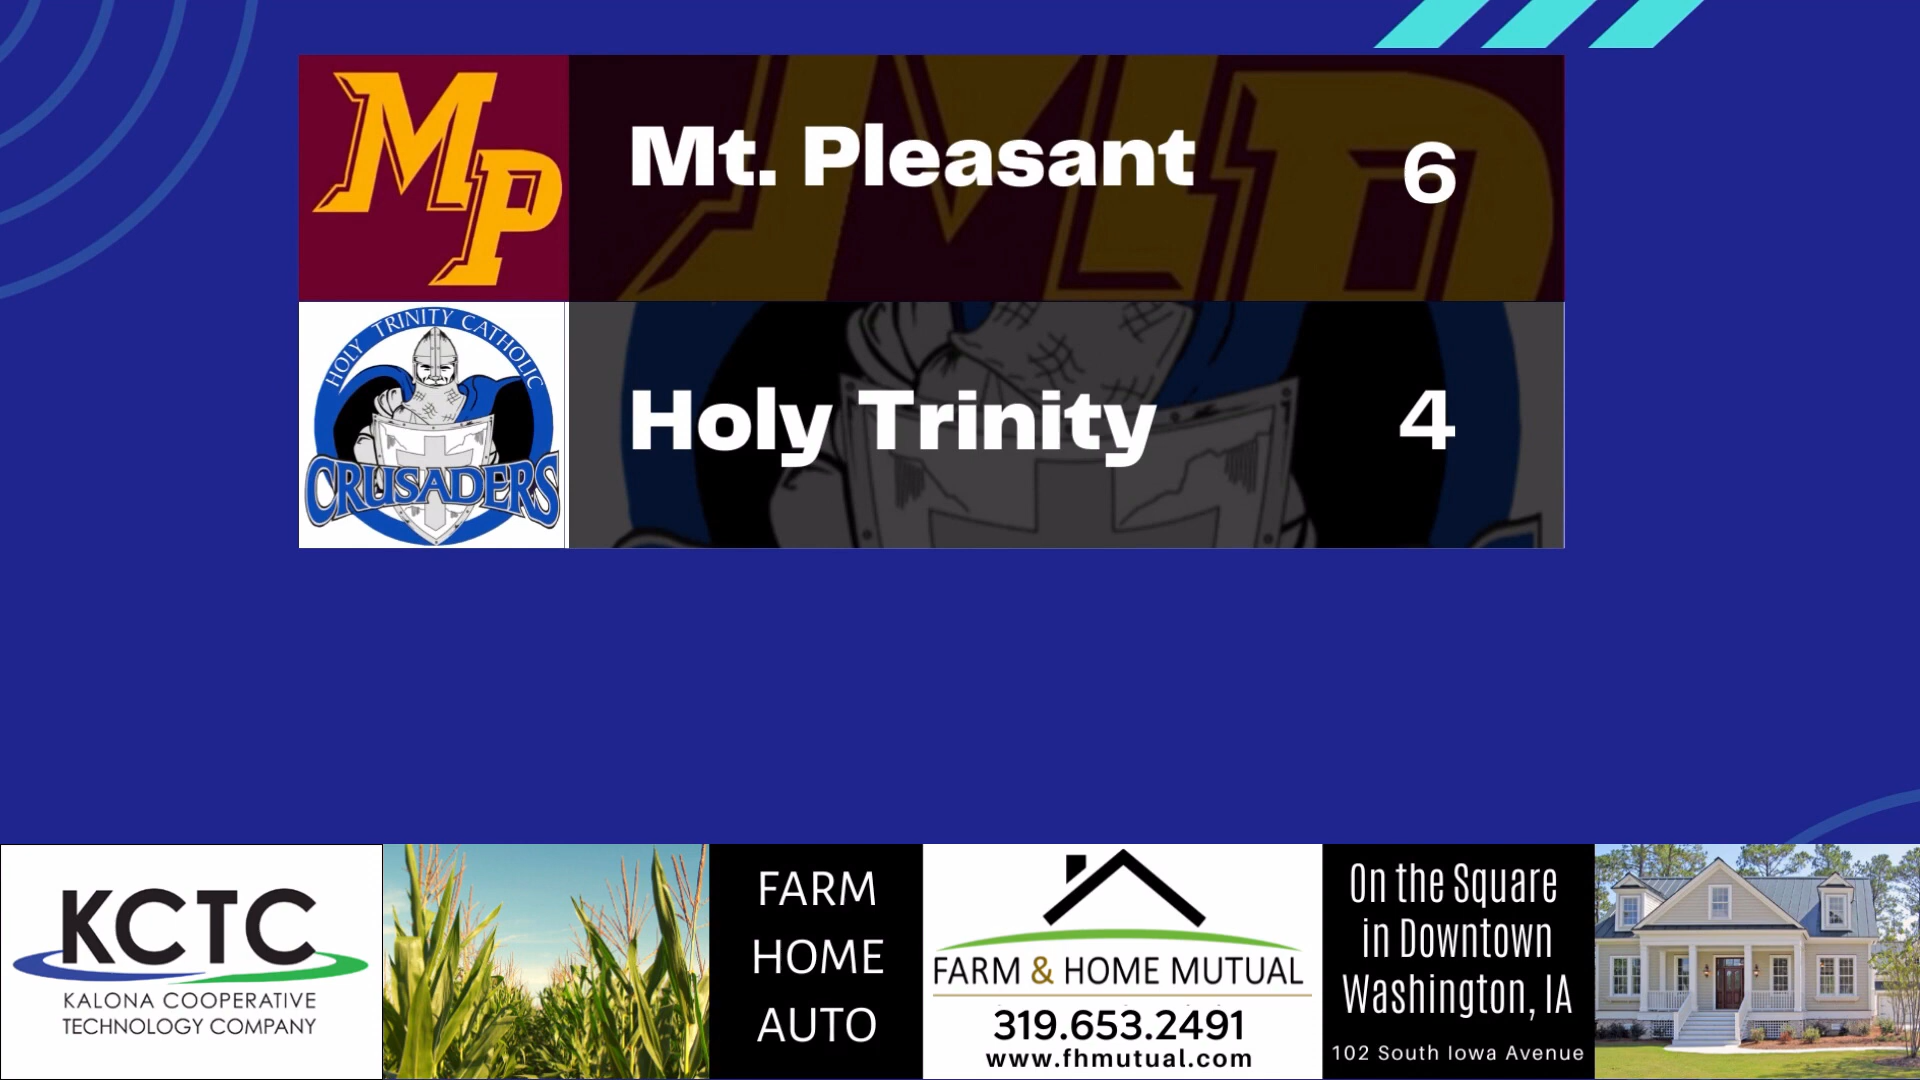 MP
Mt. Pleasant
6
HOLY TRINITY CATHOLIC
CRUSADERS
Holy Trinity
4
KCTC
KALONA COOPERATIVE
TECHNOLOGY COMPANY
FARM
HOME
AUTO
FARM & HOME MUTUAL
319.653.2491
www.fhmutual.com
On the Square
in Downtown
Washington, IA
102 South Iowa Avenue